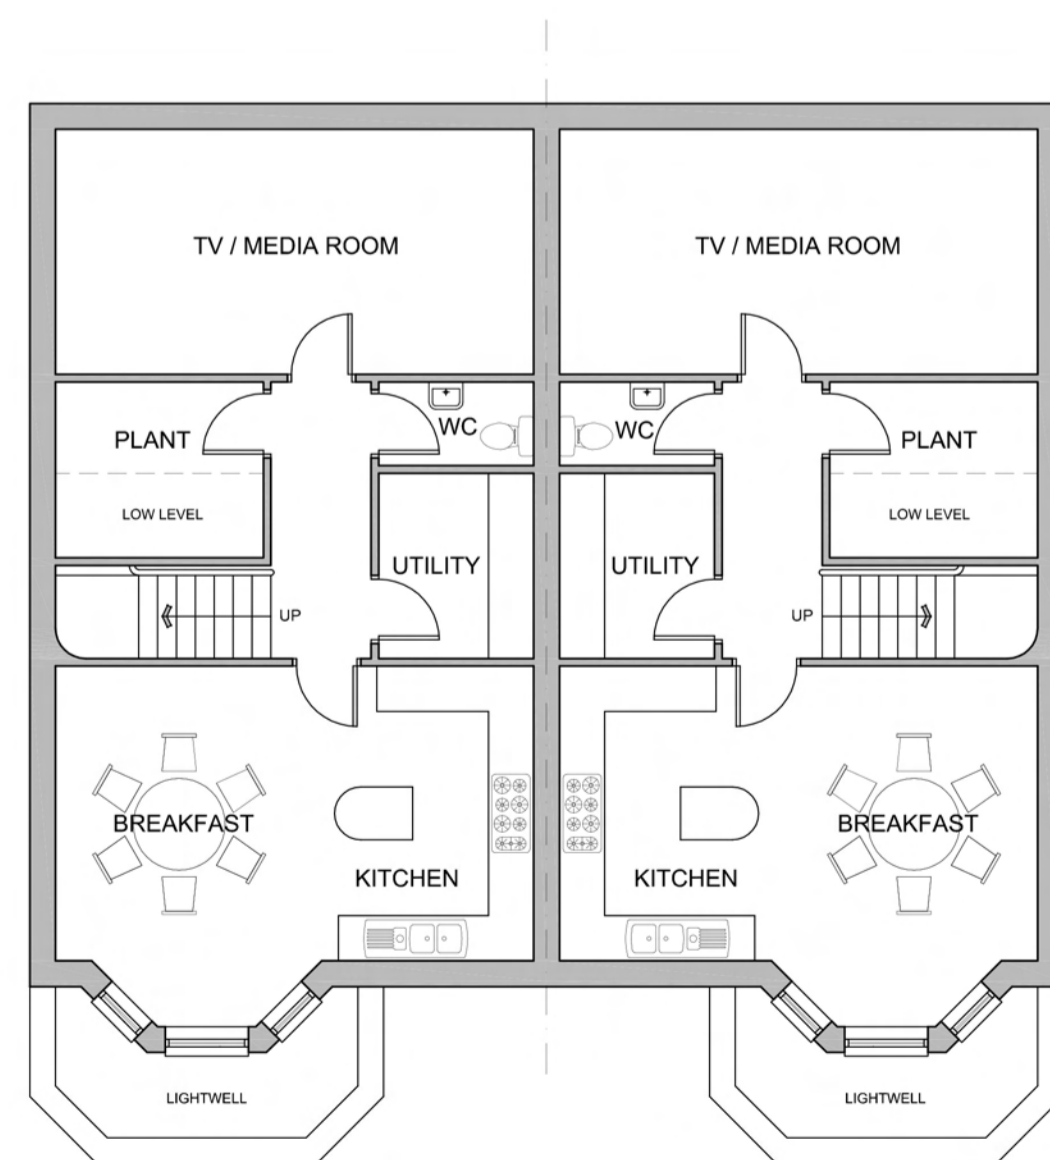 TV / MEDIA ROOM
TV / MEDIA ROOM
PLANT
WC
WC
PLANT
LOW LEVEL
LOW LEVEL
UTILITY
UTILITY
UP
UP
BREAKFAST
BREAKFAST
KITCHEN
KITCHEN
LIGHTWELL
LIGHTWELL